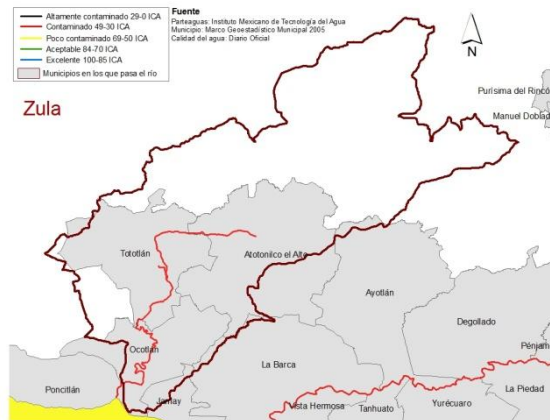 Altamente contaminado 29-0 ICA
Contaminado 49-30 ICA
Poco contaminado 69-50 ICA
Aceptable 84-70 ICA
Excelente 100-85 ICA
Municipios en los que pasa el río
Fuente
Parteaguas: Instituto Mexicano de Tecnología del Agua
Municipio: Marco Geoestadístico Municipal 2005
Calidad del agua: Diario Oficial
N
Zula
Purísima del Rincó
Manuel Doblad
Tototlán
Atotonilco el Alto
Ayotlán
Degollado
Pénjam
Ocotlán
La Barca
Poncitlán
Jamay
Vista Hermosa
Tanhuato
Yurécuaro
La Piedad